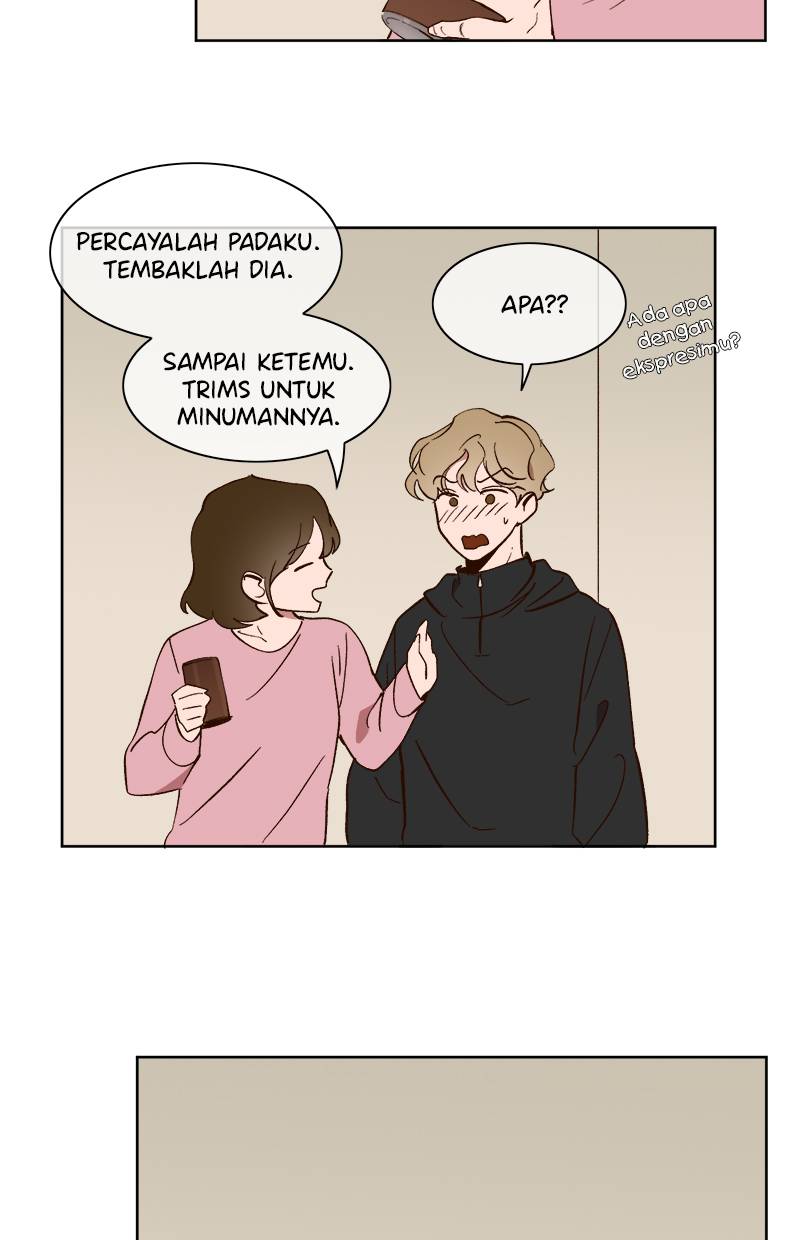 PERCAYALAH PADAKU.
TEMBAKLAH DIA.
SAMPAI KETEMU.
TRIMS UNTUK
MINUMANNYA.
APA??
Ada apa
dengan
ekspresimu?